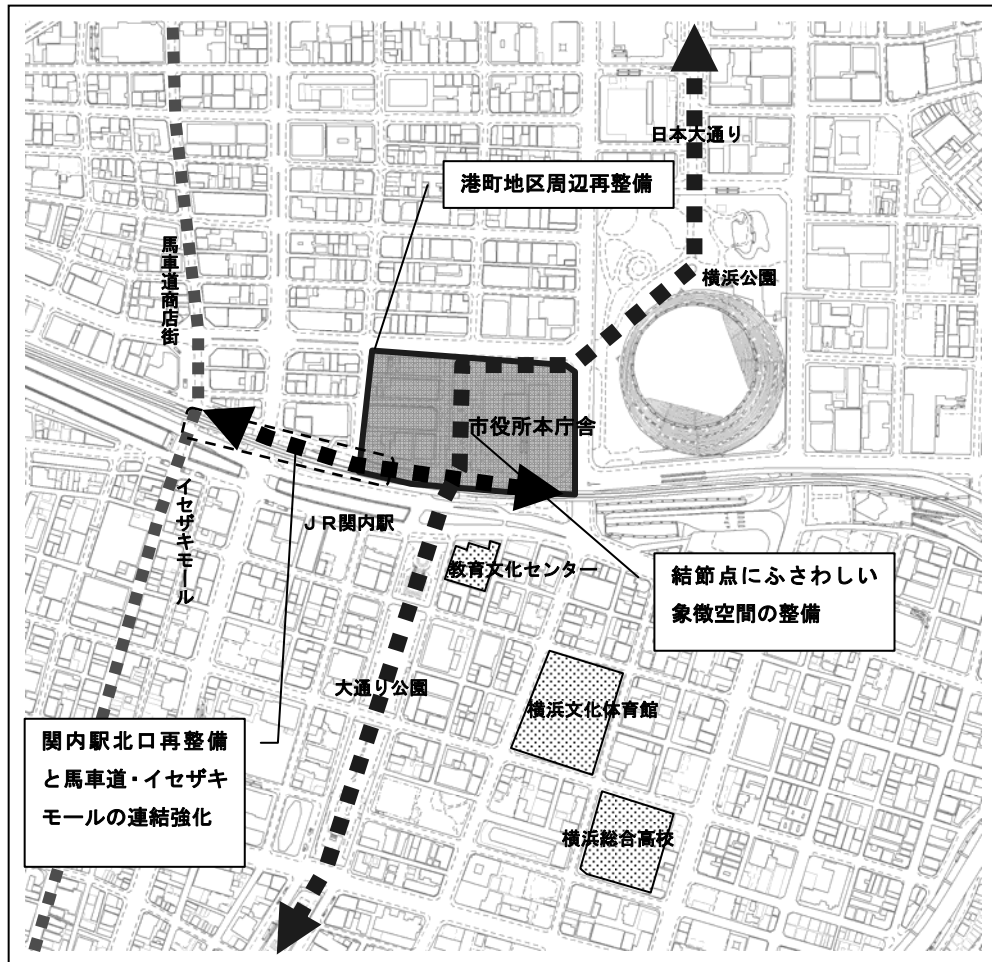 日本大通り
港町地区周辺再整備
馬車道商店街
横浜公園
市役所本庁舎
イセザキモール
JR関内駅
教育文化センター
結節点にふさわしい
象徴空間の整備
大通り公園
横浜文化体育館
関内駅北口再整備
と馬車道・イセザキ
モールの連結強化
横浜総合高校